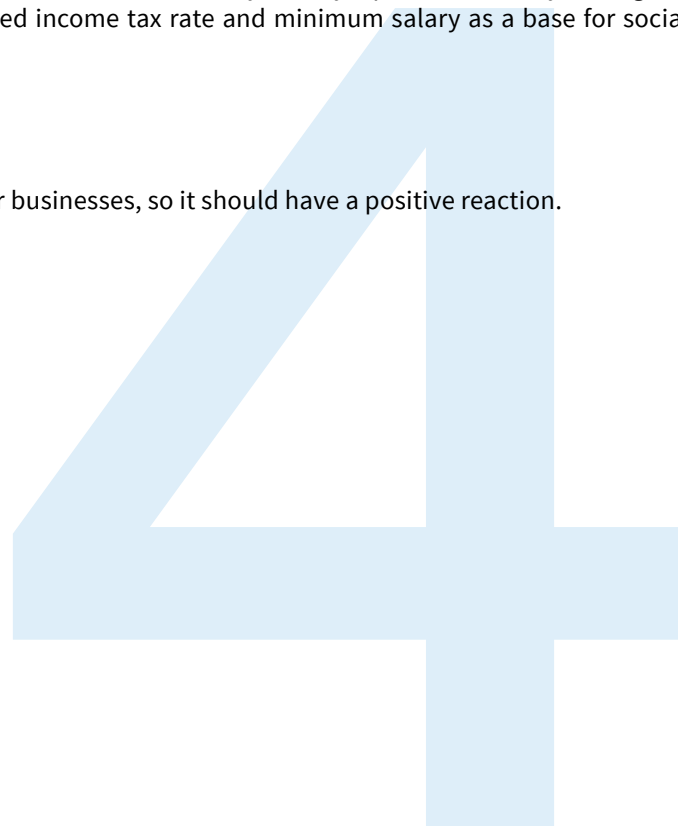 ed income tax rate and minimum salary as a base for socia
r businesses, so it should have a positive reaction.
4